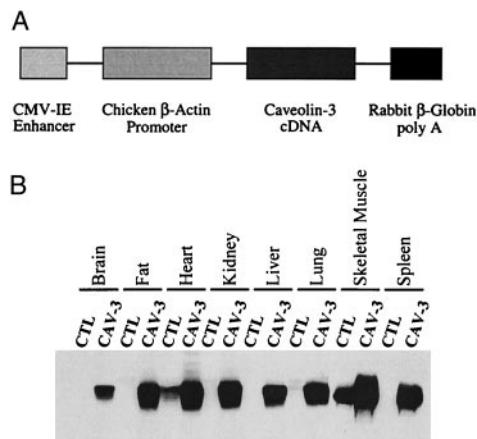 A
CMV-IE
Enhancer
Chicken β-Actin
Promoter
Caveolin-3
cDNA
Rabbit β-Globin
poly A
B
Brain
Fat
Heart
Kidney
Liver
Lung
Skeletal Muscle
Spleen
CTL
CAV-3
CTL
CAV-3
CTL
CAV-3
CTL
CAV-3
CTL
CAV-3
CTL
CAV-3
CTL
CAV-3
CTL
CAV-3